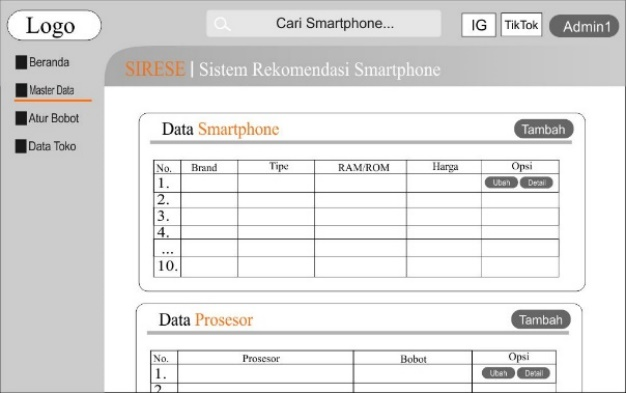 Logo
Cari Smartphone...
IG
TikTok
Admin1
Beranda
Master Data
Atur Bobot
Data Toko
SIRESE | Sistem Rekomendasi Smartphone
Data Smartphone
Tambah
No. Brand Tipe RAM/ROM Harga Opsi
1. Ubah Detail
2.
3.
4.
...
10.
Data Prosesor
Tambah
No. Prosesor Bobot Opsi
1. Ubah Detail
2